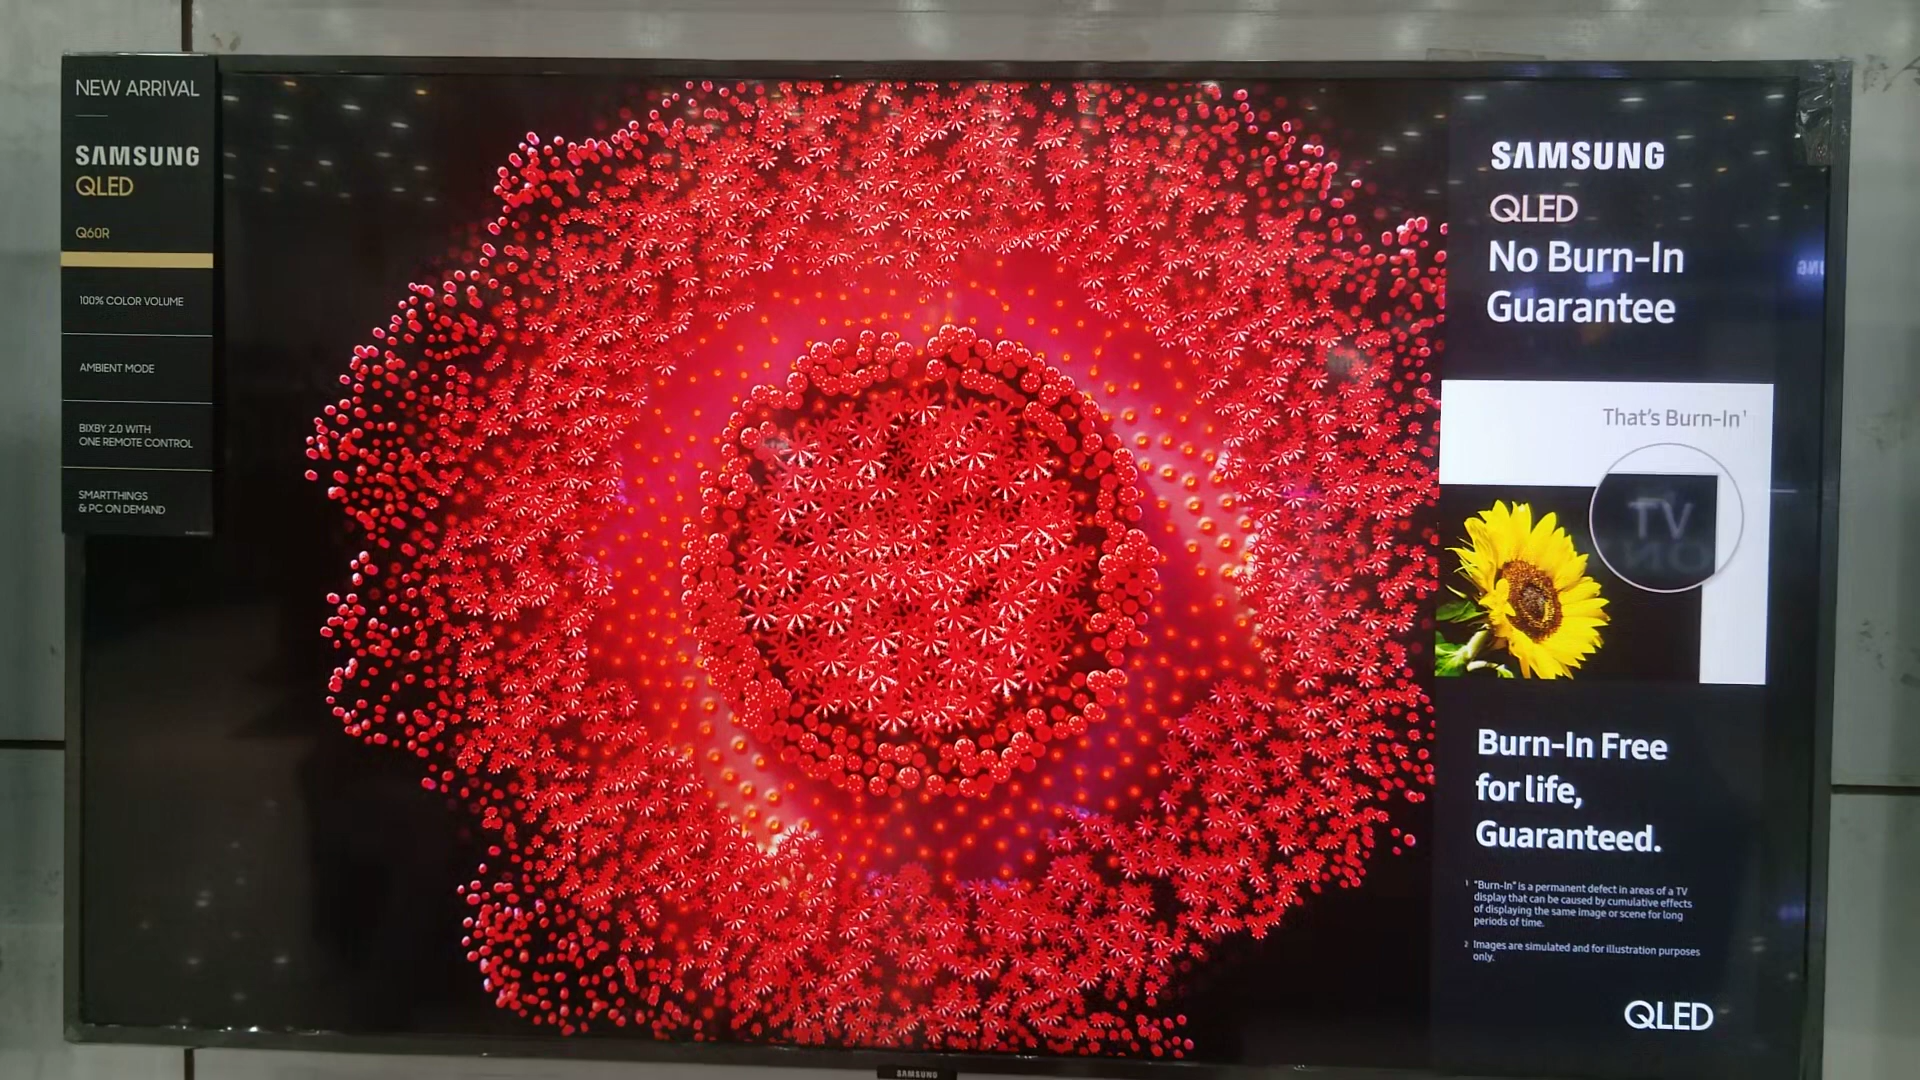 NEW ARRIVAL
SAMSUNG
QLED
Q60R
100% COLOR VOLUME
AMBIENT MODE
BIXBY 2.0 WITH
ONE REMOTE CONTROL
SMARTTHINGS
& PC ON DEMAND
SAMSUNG
QLED
No Burn-In
Guarantee
That's Burn-In¹
TV
Burn-In Free
for life,
Guaranteed.
¹ "Burn-In" is a permanent defect in areas of a TV
display that can be caused by cumulative effects
of displaying the same image or scene for long
periods of time.
² Images are simulated and for illustration purposes
only.
QLED
SAMSUNG